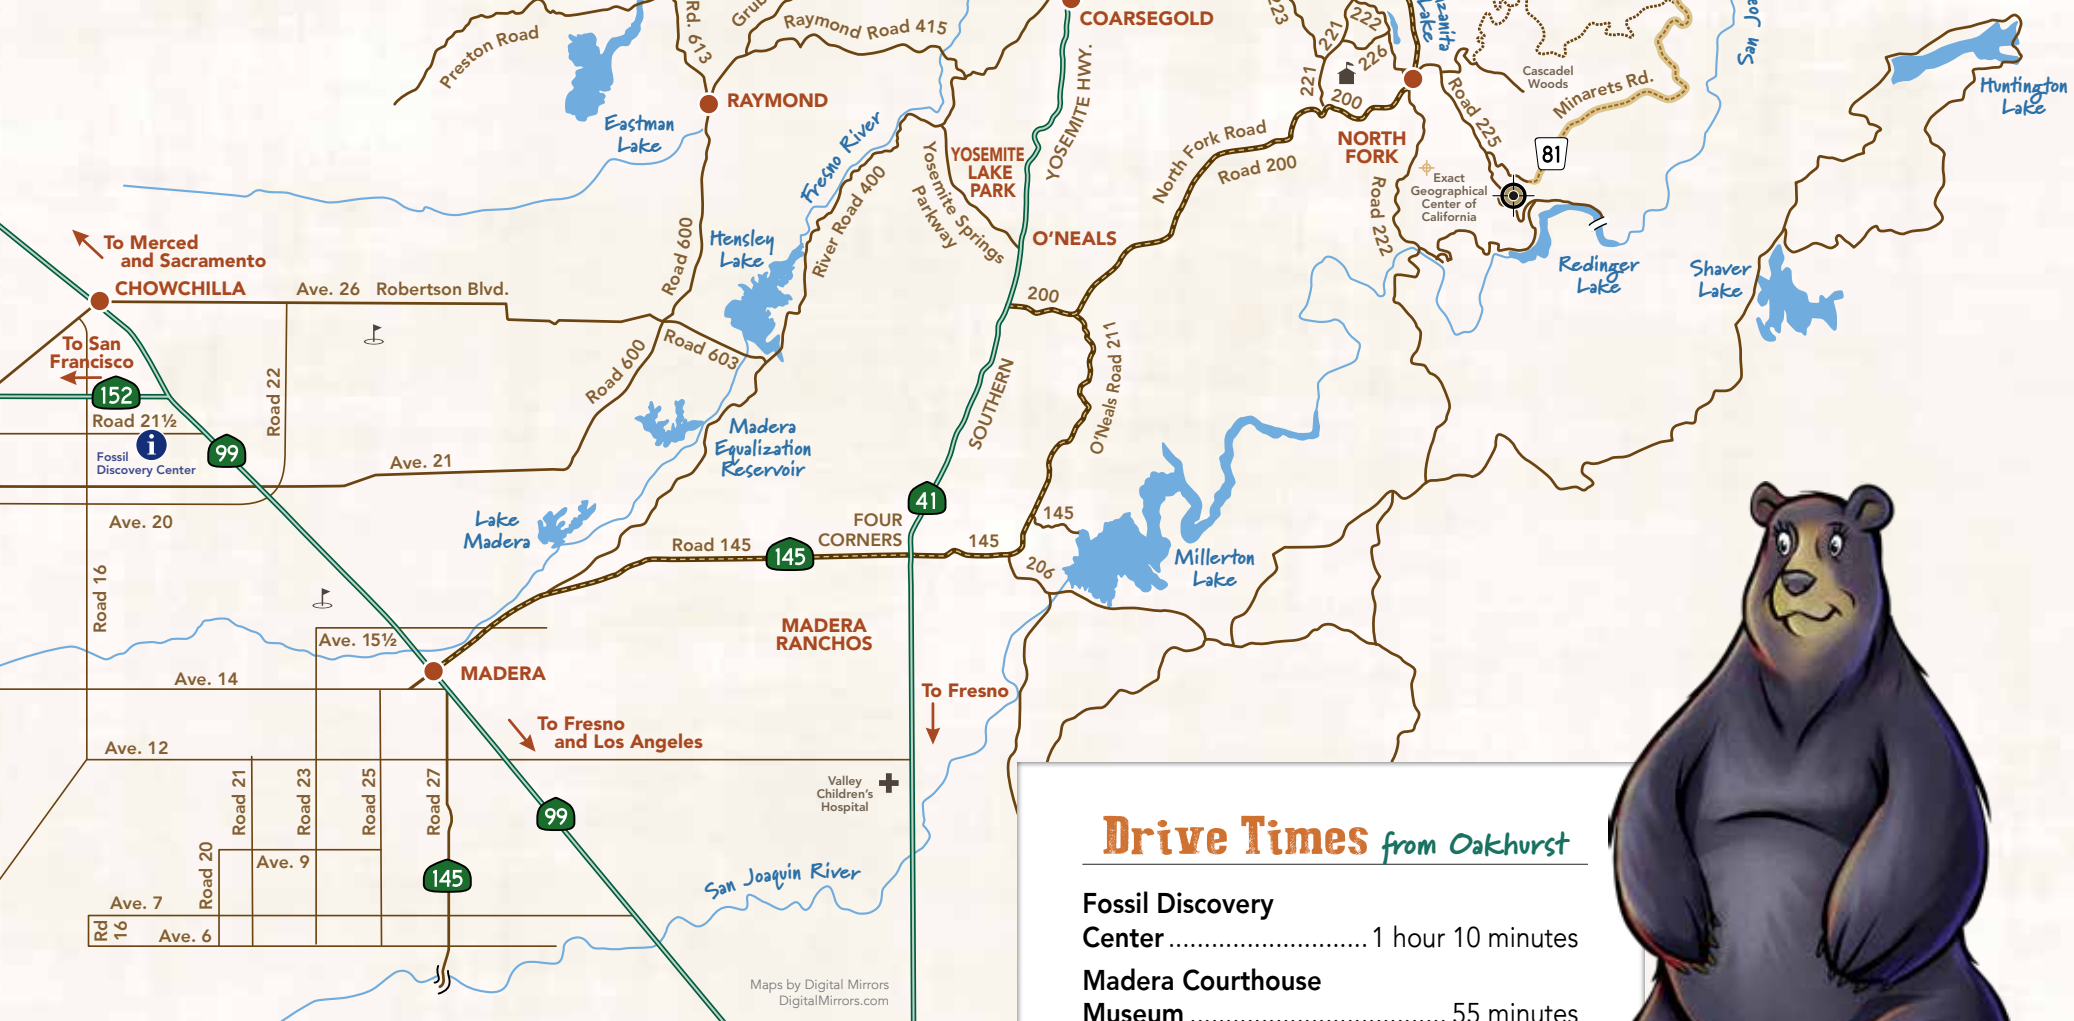 COARSEGOLD
Preston Road
Rd. 613
Grub
Raymond Road 415
RAYMOND
Eastman
Lake
Fresno River
River Road 400
YOSEMITE HWY.
YOSEMITE
LAKE
PARK
Yosemite Springs
Parkway
O'NEALS
North Fork Road
Road 200
223
221
222
226
221
200
NORTH
FORK
Road 225
Cascadel
Woods
Minarets Rd.
81
Exact
Geographical
Center of
California
Road 222
Redinger
Lake
Shaver
Lake
Huntington
Lake
To Merced
and Sacramento
CHOWCHILLA
Ave. 26 Robertson Blvd.
Road 600
Hensley
Lake
To San
Francisco
152
Road 21½
Fossil
Discovery Center
99
Road 22
Road 600
Road 603
Ave. 21
Ave. 20
Madera
Equalization
Reservoir
Lake
Madera
SOUTHERN
200
O'Neals Road 211
41
FOUR
CORNERS
Road 145
145
145
145
206
Millerton
Lake
Road 16
Ave. 15½
MADERA
MADERA
RANCHOS
Ave. 14
To Fresno
To Fresno
and Los Angeles
Ave. 12
Road 21
Road 23
Road 25
Road 27
99
Valley
Children's
Hospital
Road 20
Ave. 9
145
San Joaquin River
Ave. 7
Rd
16
Ave. 6
Maps by Digital Mirrors
DigitalMirrors.com
Drive Times from Oakhurst
Fossil Discovery
Center 1 hour 10 minutes
Madera Courthouse
Museum 55 minutes